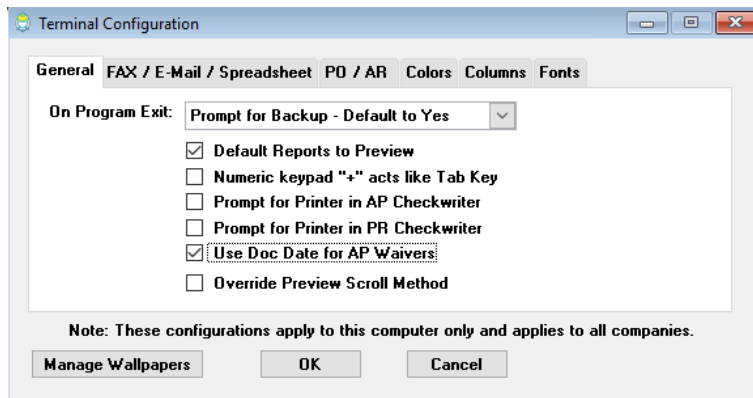 Terminal Configuration
General FAX / E-Mail / Spreadsheet PO / AR Colors Columns Fonts
On Program Exit: Prompt for Backup - Default to Yes
Default Reports to Preview
Numeric keypad "+" acts like Tab Key
Prompt for Printer in AP Checkwriter
Prompt for Printer in PR Checkwriter
Use Doc Date for AP Waivers
Override Preview Scroll Method
Note: These configurations apply to this computer only and applies to all companies.
Manage Wallpapers OK Cancel